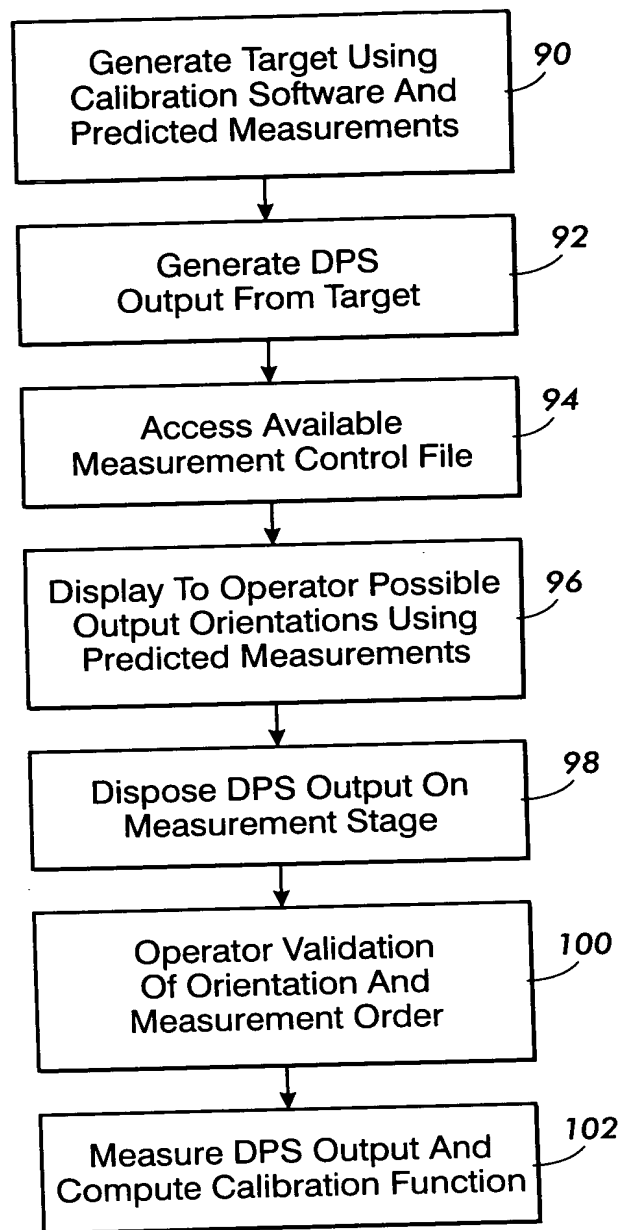 Generate Target Using
Calibration Software And
Predicted Measurements
90
Generate DPS
Output From Target
92
Access Available
Measurement Control File
94
Display To Operator Possible
Output Orientations Using
Predicted Measurements
96
Dispose DPS Output On
Measurement Stage
98
Operator Validation
Of Orientation And
Measurement Order
100
Measure DPS Output And
Compute Calibration Function
102